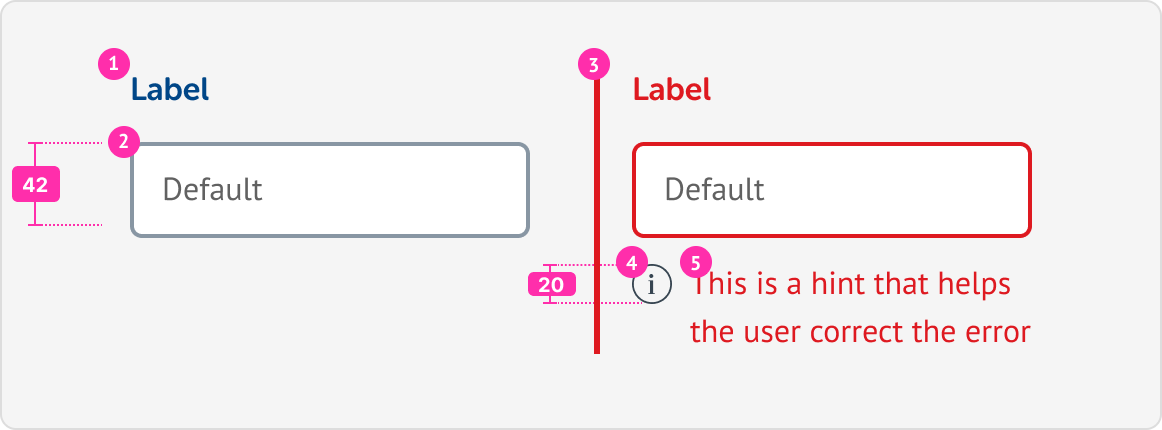 1
Label
2
Default
42
3
Label
Default
4
i
20
5
This is a hint that helps
the user correct the error